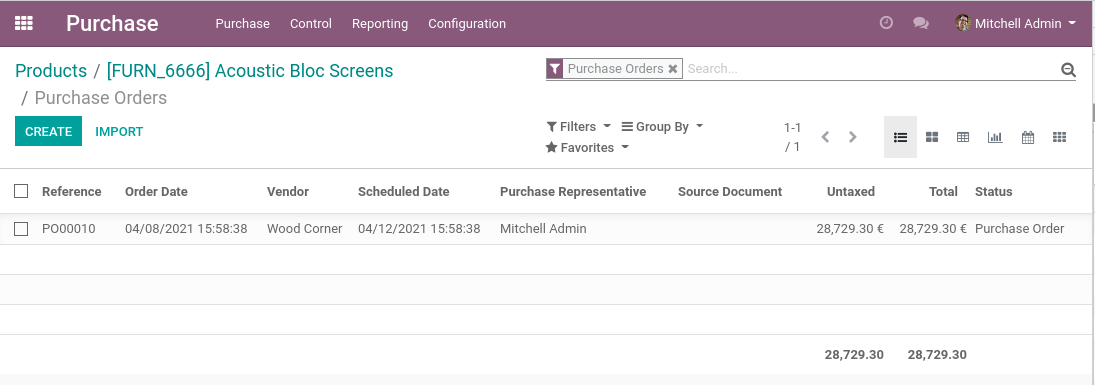 Purchase Purchase Control Reporting Configuration Mitchell Admin
Products / [FURN_6666] Acoustic Bloc Screens
/ Purchase Orders
Purchase Orders Search...
CREATE IMPORT
Filters Group By
Favorites
1-1
/ 1
Reference Order Date Vendor Scheduled Date Purchase Representative Source Document Untaxed Total Status
PO00010 04/08/2021 15:58:38 Wood Corner 04/12/2021 15:58:38 Mitchell Admin 28,729.30 € 28,729.30 € Purchase Order
28,729.30 28,729.30